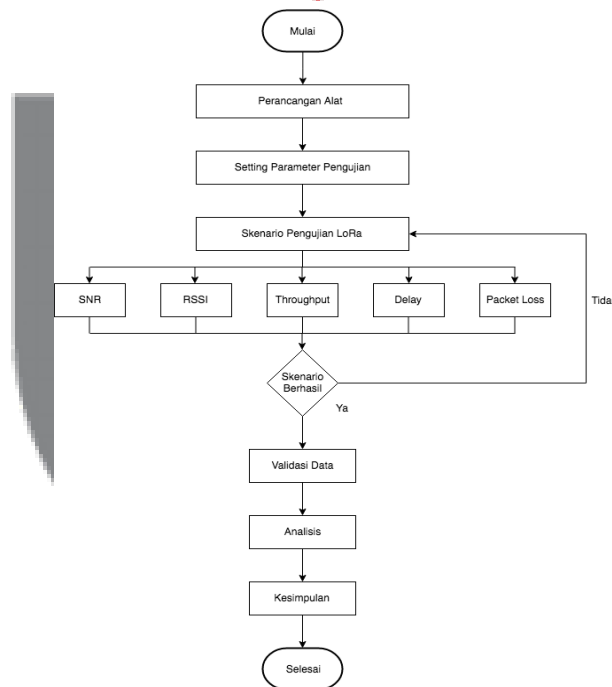 Mulai
Perancangan Alat
Setting Parameter Pengujian
Skenario Pengujian LoRa
SNR
RSSI
Throughput
Delay
Packet Loss
Tida
Skenario
Berhasil
Ya
Validasi Data
Analisis
Kesimpulan
Selesai